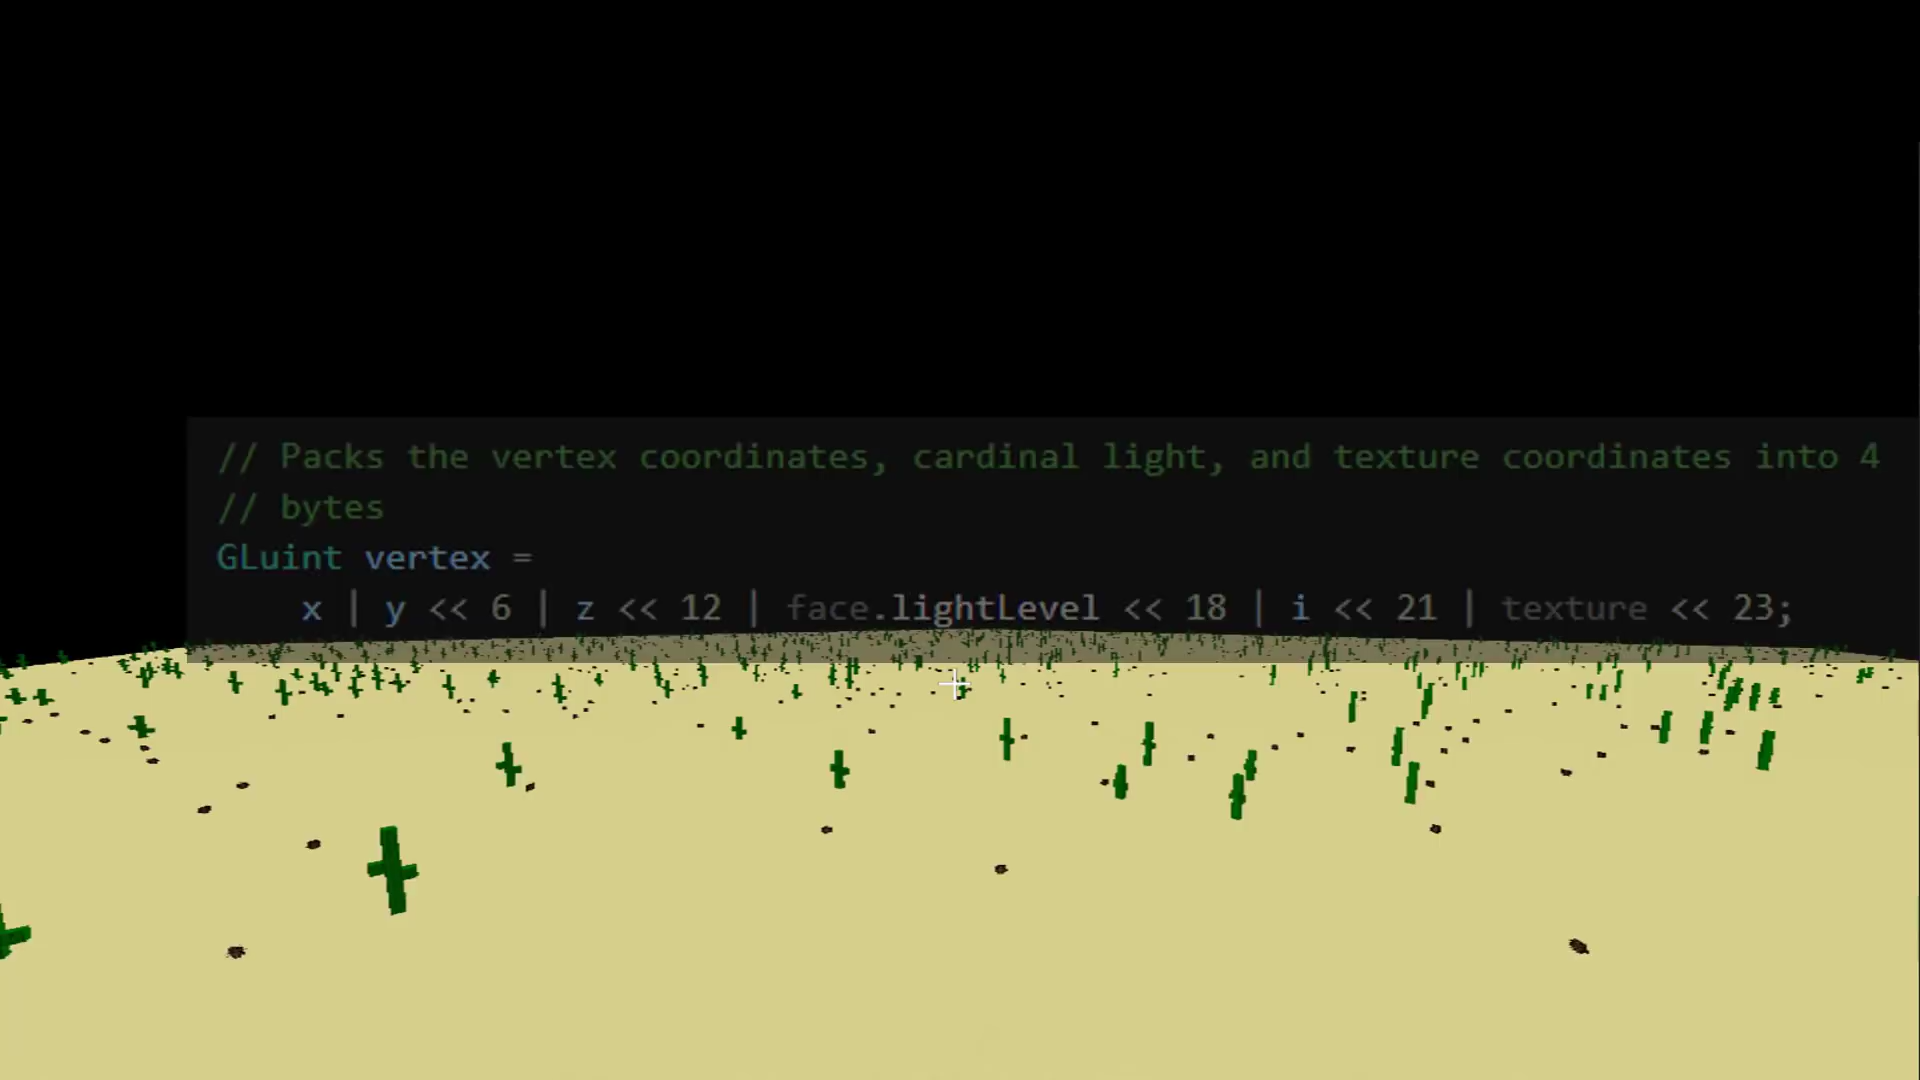 // Packs the vertex coordinates, cardinal light, and texture coordinates into 4
// bytes
GLuint vertex =
x | y << 6 | z << 12 | face.lightLevel << 18 | i << 21 | texture << 23;